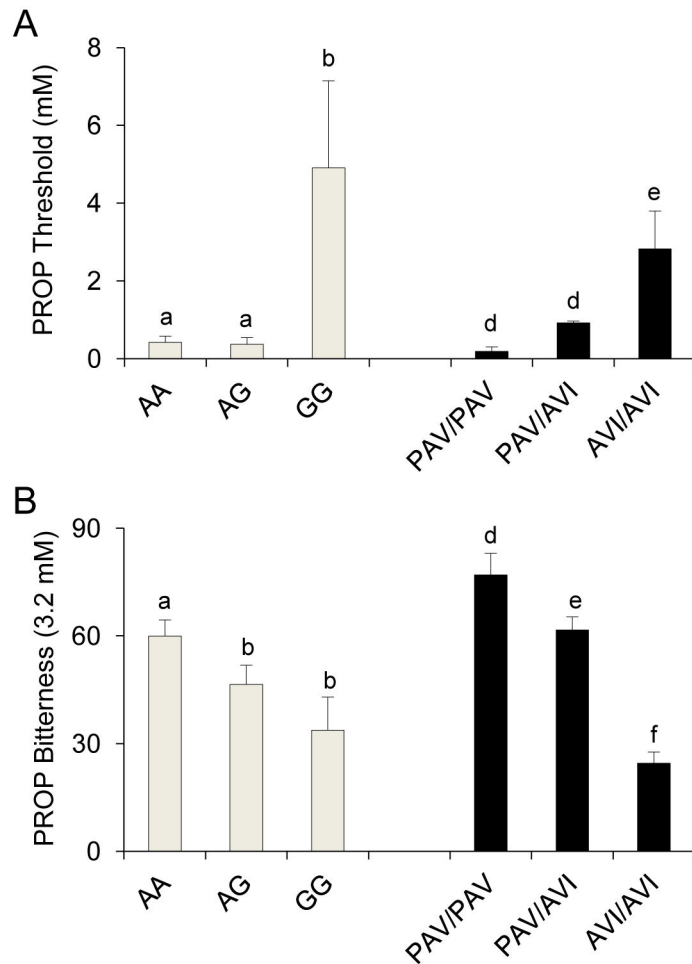 A
PROP Threshold (mM)
8
6
4
2
0
a
a
b
d
d
e
AA
AG
GG
PAV/PAV
PAV/AVI
AVI/AVI
B
PROP Bitterness (3.2 mM)
90
60
30
0
a
b
b
d
e
f
AA
AG
GG
PAV/PAV
PAV/AVI
AVI/AVI